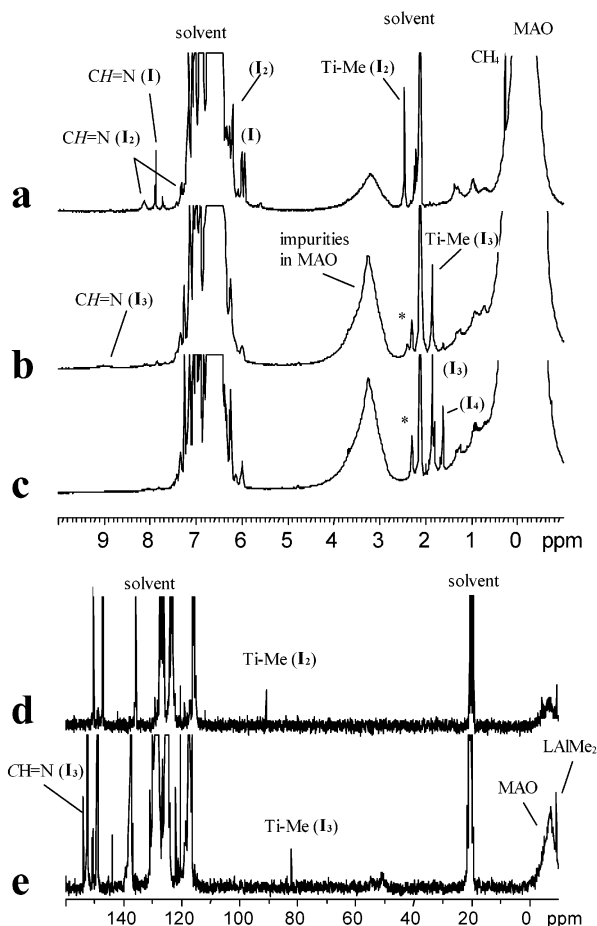 solvent
solvent
MAO
CH=N (I)
(I2)
Ti-Me (I2)
CH4
CH=N (I2)
(I)
a
impurities
in MAO
Ti-Me (I3)
CH=N (I3)
*
b
(I3)
(I4)
*
c
9 8 7 6 5 4 3 2 1 0 ppm
solvent
solvent
Ti-Me (I2)
d
LAlMe2
CH=N (I3)
MAO
Ti-Me (I3)
e
140 120 100 80 60 40 20 0 ppm